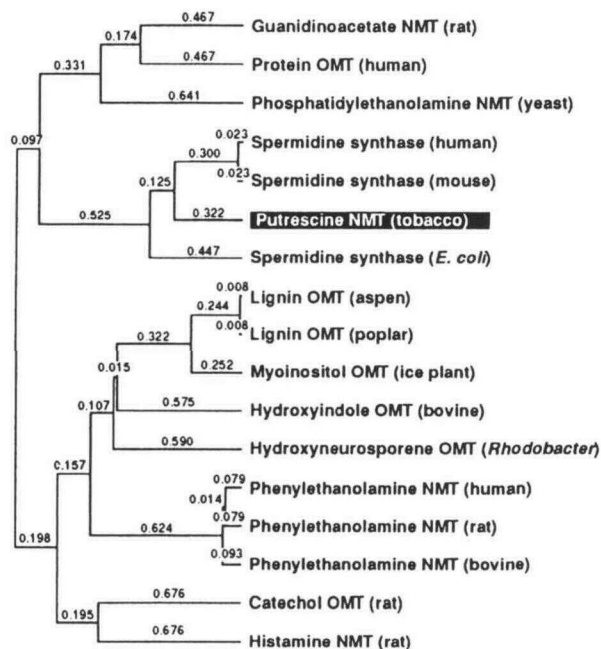 0.467
Guanidinoacetate NMT (rat)
0.174
0.467
Protein OMT (human)
0.331
0.641
Phosphatidylethanolamine NMT (yeast)
0.097
0.023
Spermidine synthase (human)
0.300
0.125
0.023
Spermidine synthase (mouse)
0.525
0.322
Putrescine NMT (tobacco)
0.447
Spermidine synthase (E. coli)
0.008
Lignin OMT (aspen)
0.244
0.322
0.008
Lignin OMT (poplar)
0.015
0.252
Myoinositol OMT (ice plant)
0.107
0.575
Hydroxyindole OMT (bovine)
0.590
Hydroxyneurosporene OMT (Rhodobacter)
0.157
0.079
Phenylethanolamine NMT (human)
0.014
0.624
0.079
Phenylethanolamine NMT (rat)
0.198
0.093
Phenylethanolamine NMT (bovine)
0.676
Catechol OMT (rat)
0.195
0.676
Histamine NMT (rat)